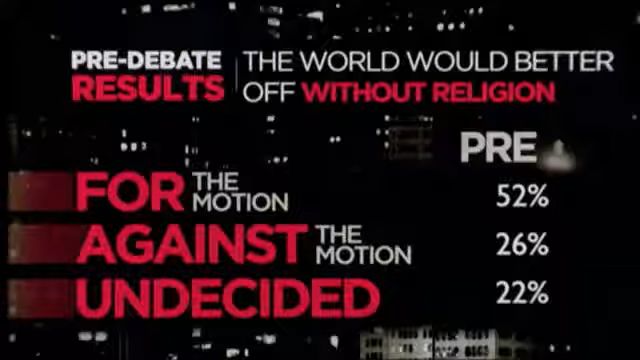 PRE-DEBATE
RESULTS
THE WORLD WOULD BETTER
OFF WITHOUT RELIGION
PRE
FOR THE MOTION 52%
AGAINST THE MOTION 26%
UNDECIDED 22%